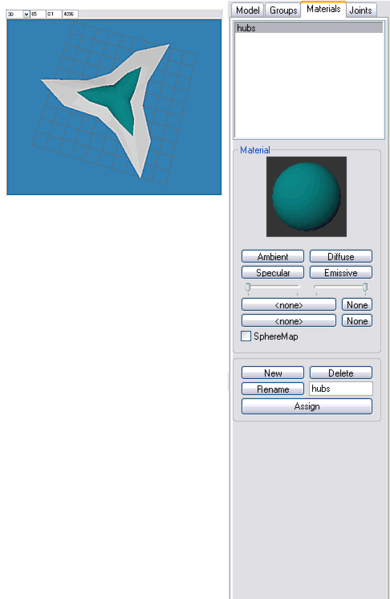 3D 65 0.1 4096
Model Groups Materials Joints
hubs
Material
Ambient Diffuse
Specular Emissive
<none> None
<none> None
SphereMap
New Delete
Rename hubs
Assign